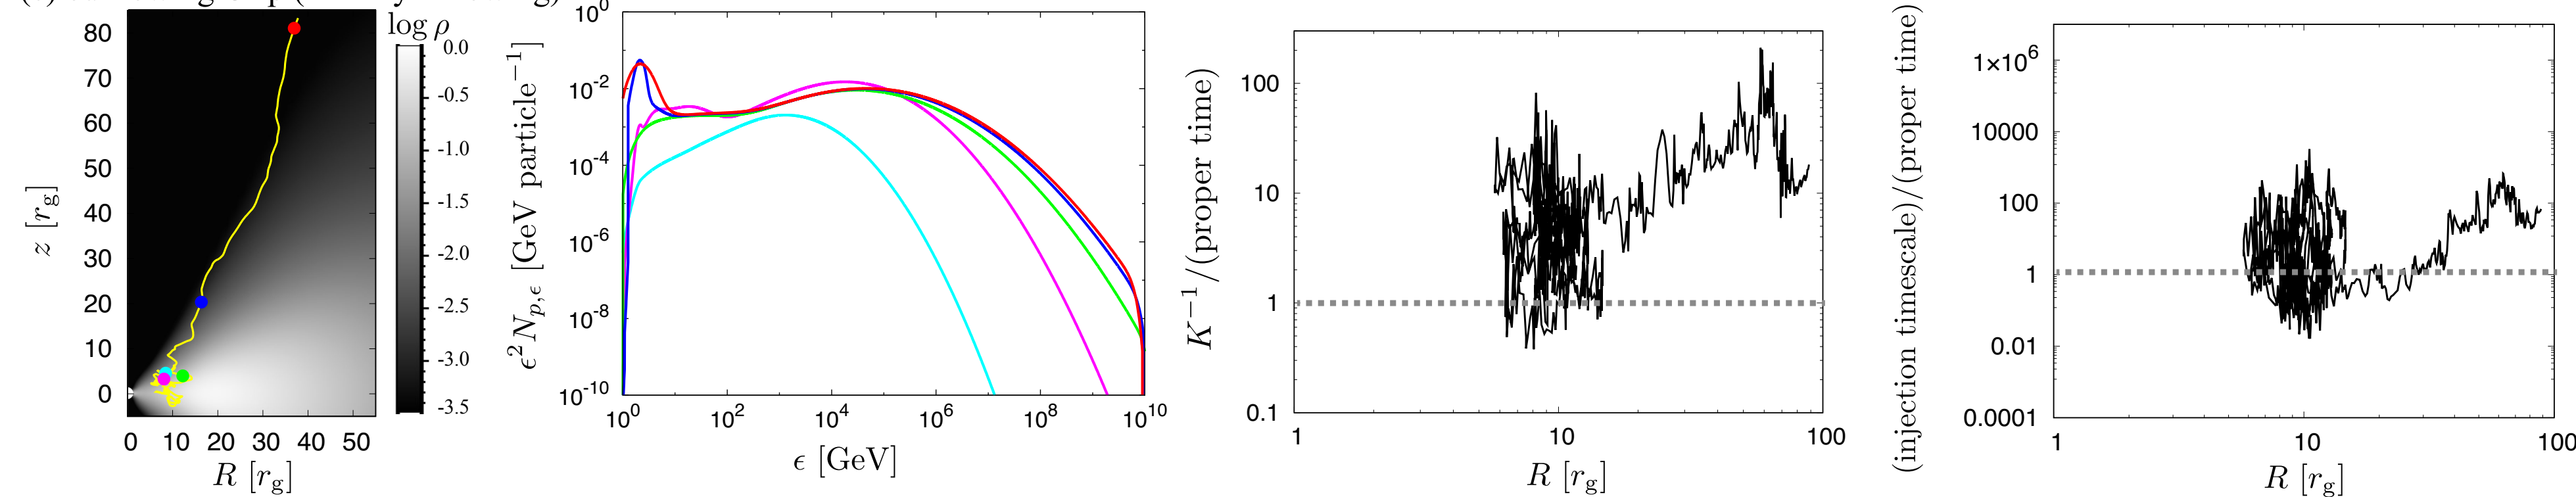 log ρ
80
70
60
50
40
30
20
10
0
z [r_g]
0 10 20 30 40 50
R [r_g]
0.0
-0.5
-1.0
-1.5
-2.0
-2.5
-3.0
-3.5
10^0
10^-2
10^-4
10^-6
10^-8
10^-10
ϵ^2 N_p,ϵ [GeV particle^-1]
10^0 10^2 10^4 10^6 10^8 10^10
ϵ [GeV]
100
10
1
0.1
K^-1/(proper time)
1 10 100
R [r_g]
1×10^6
10000
100
1
0.01
0.0001
(injection timescale)/(proper time)
1 10 100
R [r_g]